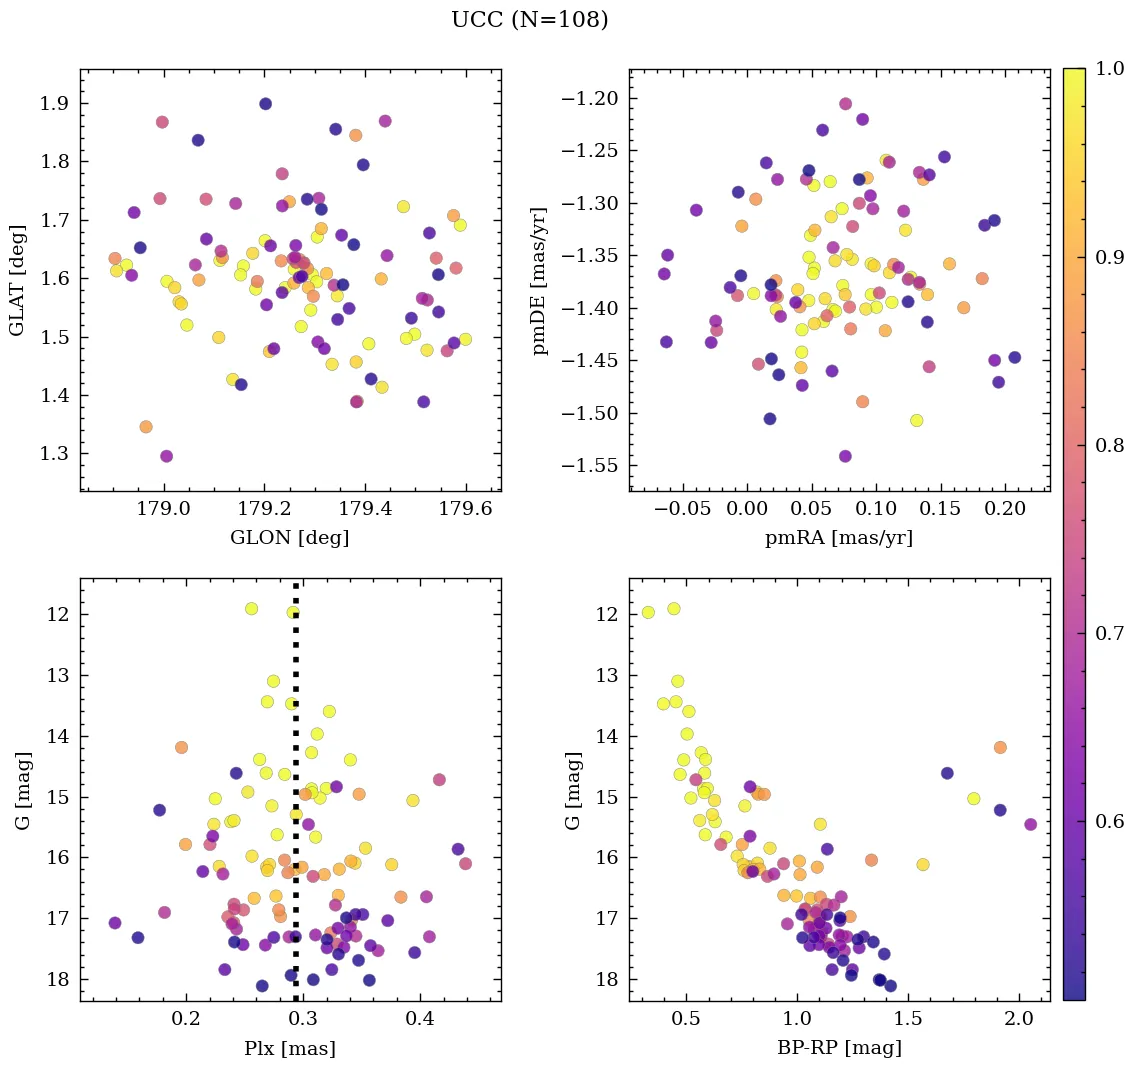 UCC (N=108)
1.9
1.8
1.7
1.6
1.5
1.4
1.3
GLAT [deg]
179.0 179.2 179.4 179.6
GLON [deg]
−1.20
−1.25
−1.30
−1.35
−1.40
−1.45
−1.50
−1.55
pmDE [mas/yr]
−0.05 0.00 0.05 0.10 0.15 0.20
pmRA [mas/yr]
12
13
14
15
16
17
18
G [mag]
0.2 0.3 0.4
Plx [mas]
12
13
14
15
16
17
18
G [mag]
0.5 1.0 1.5 2.0
BP-RP [mag]
1.0
0.9
0.8
0.7
0.6